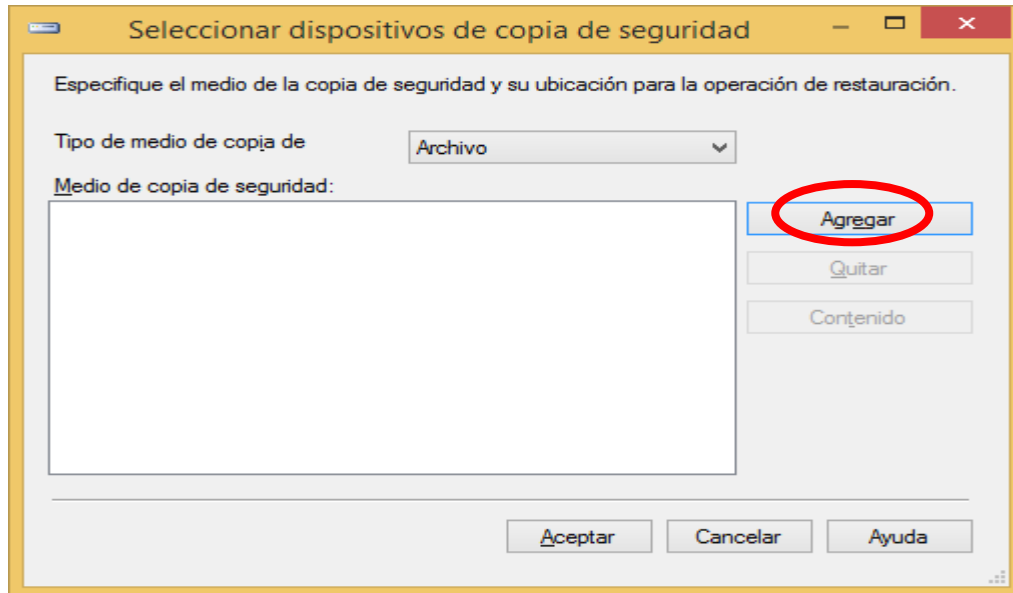 Seleccionar dispositivos de copia de seguridad
Especifique el medio de la copia de seguridad y su ubicación para la operación de restauración.
Tipo de medio de copia de
Archivo
Medio de copia de seguridad:
Agregar
Quitar
Contenido
Aceptar
Cancelar
Ayuda